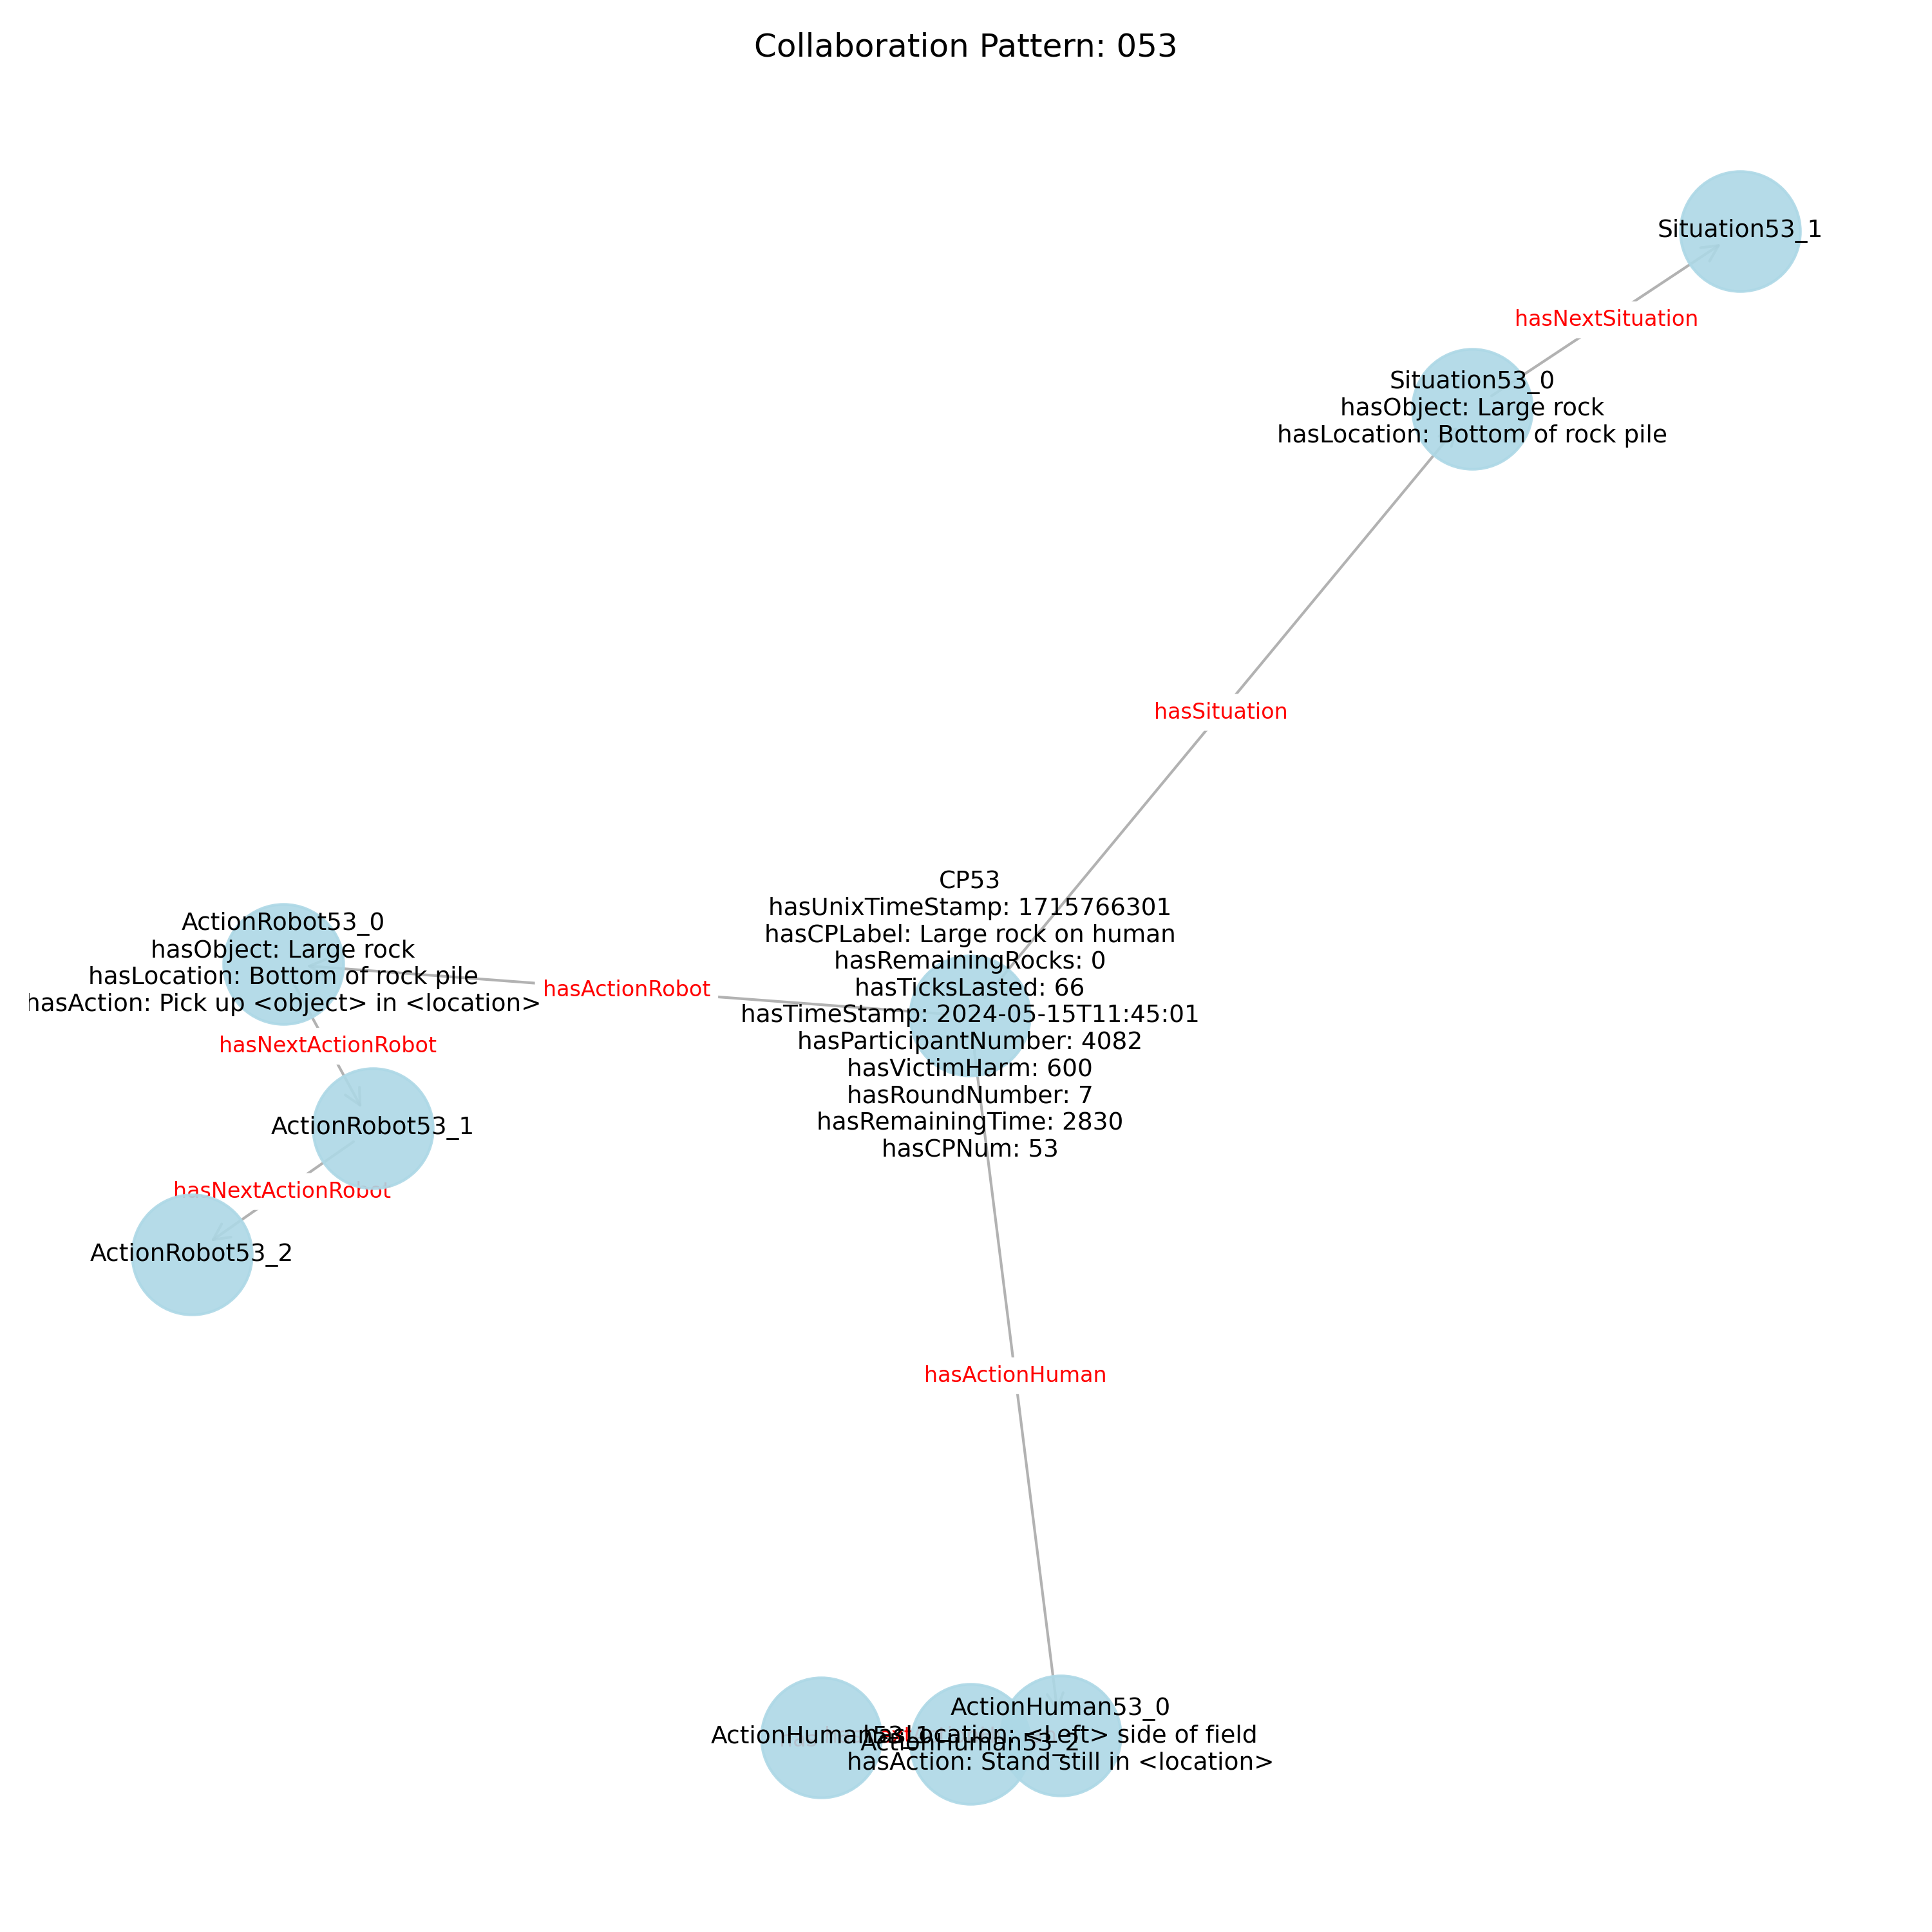 Collaboration Pattern: 053
Situation53_1
hasNextSituation
Situation53_0
hasObject: Large rock
hasLocation: Bottom of rock pile
hasSituation
CP53
hasUnixTimeStamp: 1715766301
hasCPLabel: Large rock on human
hasRemainingRocks: 0
hasTicksLasted: 66
hasTimeStamp: 2024-05-15T11:45:01
hasParticipantNumber: 4082
hasVictimHarm: 600
hasRoundNumber: 7
hasRemainingTime: 2830
hasCPNum: 53
ActionRobot53_0
hasObject: Large rock
hasLocation: Bottom of rock pile
hasAction: Pick up <object> in <location>
hasActionRobot
hasNextActionRobot
ActionRobot53_1
hasNextActionRobot
ActionRobot53_2
hasActionHuman
ActionHuman53_0
hasLocation: <Left> side of field
hasAction: Stand still in <location>
ActionHuman53_1
ActionHuman53_2